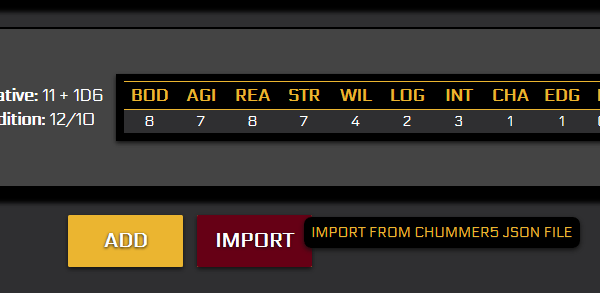 ative: 11 + 1D6
dition: 12/10
BOD AGI REA STR WIL LOG INT CHA EDG
8 7 8 7 4 2 3 1 1
ADD
IMPORT
IMPORT FROM CHUMMER5 JSON FILE